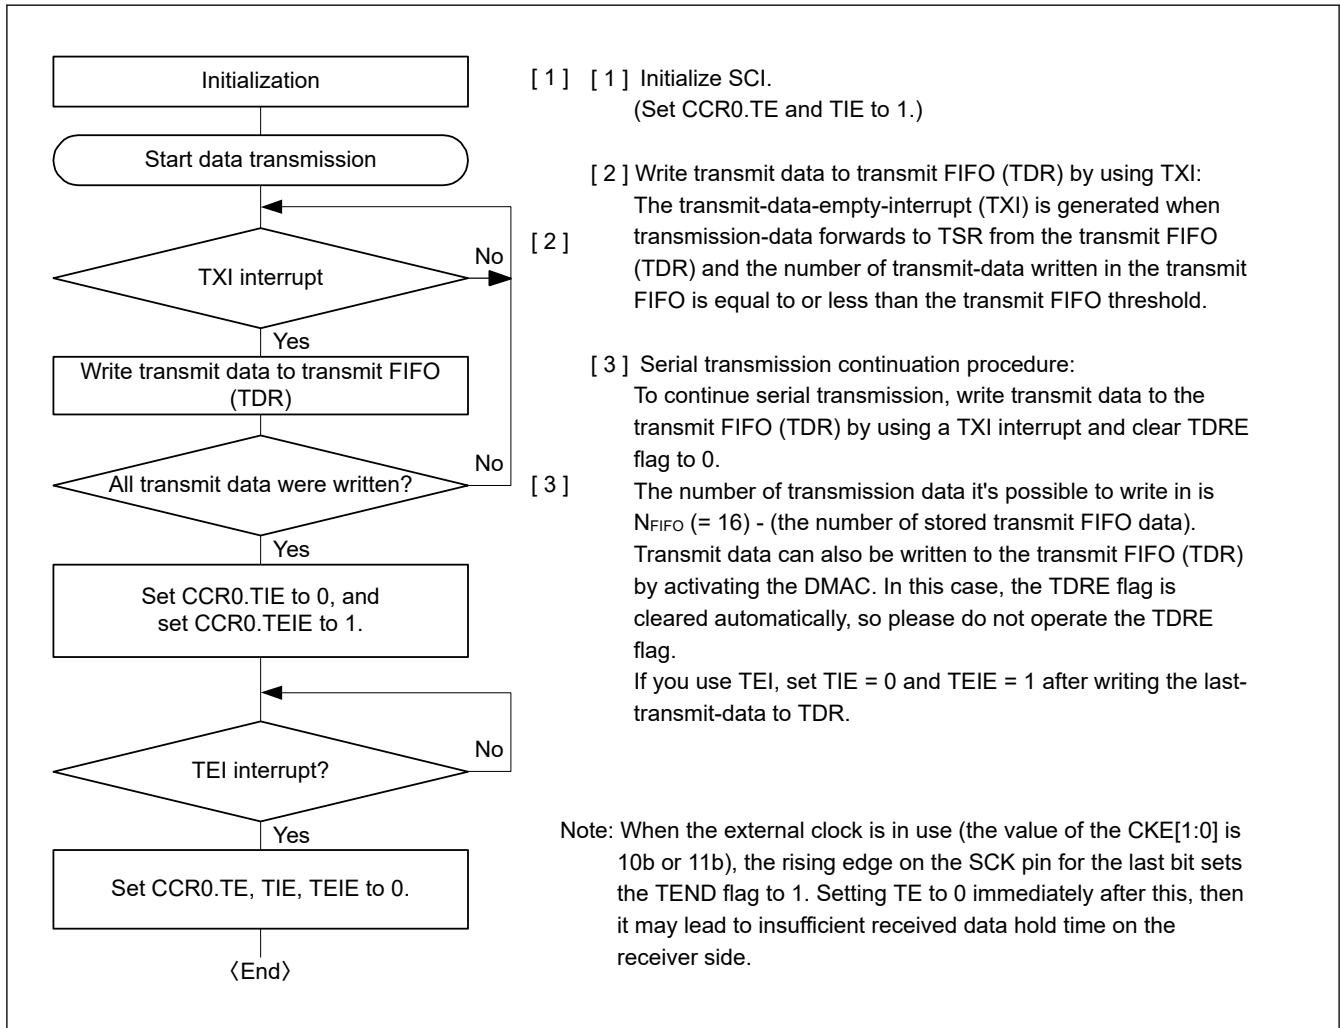 Initialization
[ 1 ]
Start data transmission
TXI interrupt
No
[ 2 ]
Yes
Write transmit data to transmit FIFO
(TDR)
All transmit data were written?
No
[ 3 ]
Yes
Set CCR0.TIE to 0, and
set CCR0.TEIE to 1.
TEI interrupt?
No
Yes
Set CCR0.TE, TIE, TEIE to 0.
〈End〉
[ 1 ] Initialize SCI.
(Set CCR0.TE and TIE to 1.)
[ 2 ] Write transmit data to transmit FIFO (TDR) by using TXI:
The transmit-data-empty-interrupt (TXI) is generated when
transmission-data forwards to TSR from the transmit FIFO
(TDR) and the number of transmit-data written in the transmit
FIFO is equal to or less than the transmit FIFO threshold.
[ 3 ] Serial transmission continuation procedure:
To continue serial transmission, write transmit data to the
transmit FIFO (TDR) by using a TXI interrupt and clear TDRE
flag to 0.
The number of transmission data it's possible to write in is
NFIFO (= 16) - (the number of stored transmit FIFO data).
Transmit data can also be written to the transmit FIFO (TDR)
by activating the DMAC. In this case, the TDRE flag is
cleared automatically, so please do not operate the TDRE
flag.
If you use TEI, set TIE = 0 and TEIE = 1 after writing the last-
transmit-data to TDR.
Note: When the external clock is in use (the value of the CKE[1:0] is
10b or 11b), the rising edge on the SCK pin for the last bit sets
the TEND flag to 1. Setting TE to 0 immediately after this, then
it may lead to insufficient received data hold time on the
receiver side.